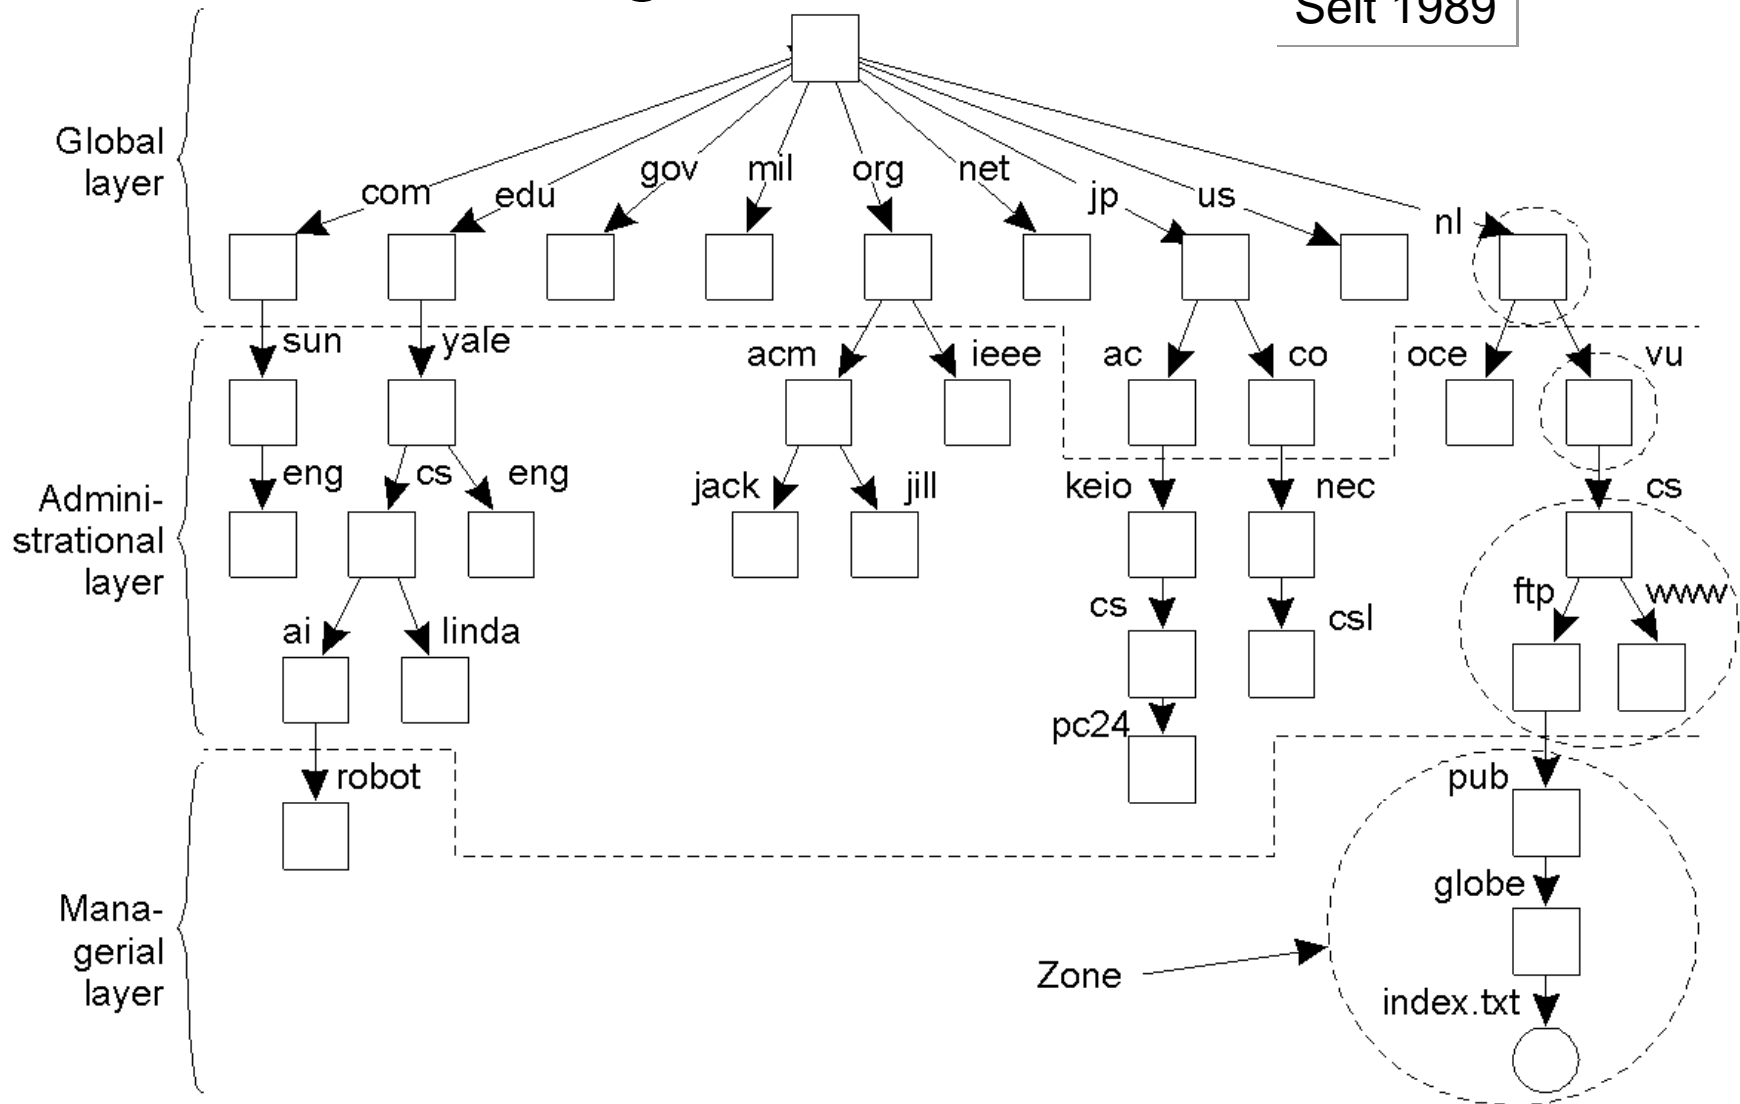 Seit 1989
Global
layer
com
edu
gov
mil
org
net
jp
us
nl
sun
yale
acm
ieee
ac
co
oce
vu
Admini-
strational
layer
eng
cs
eng
jack
jill
keio
nec
cs
ai
linda
cs
csl
ftp
www
pc24
robot
pub
Mana-
gerial
layer
globe
Zone
index.txt